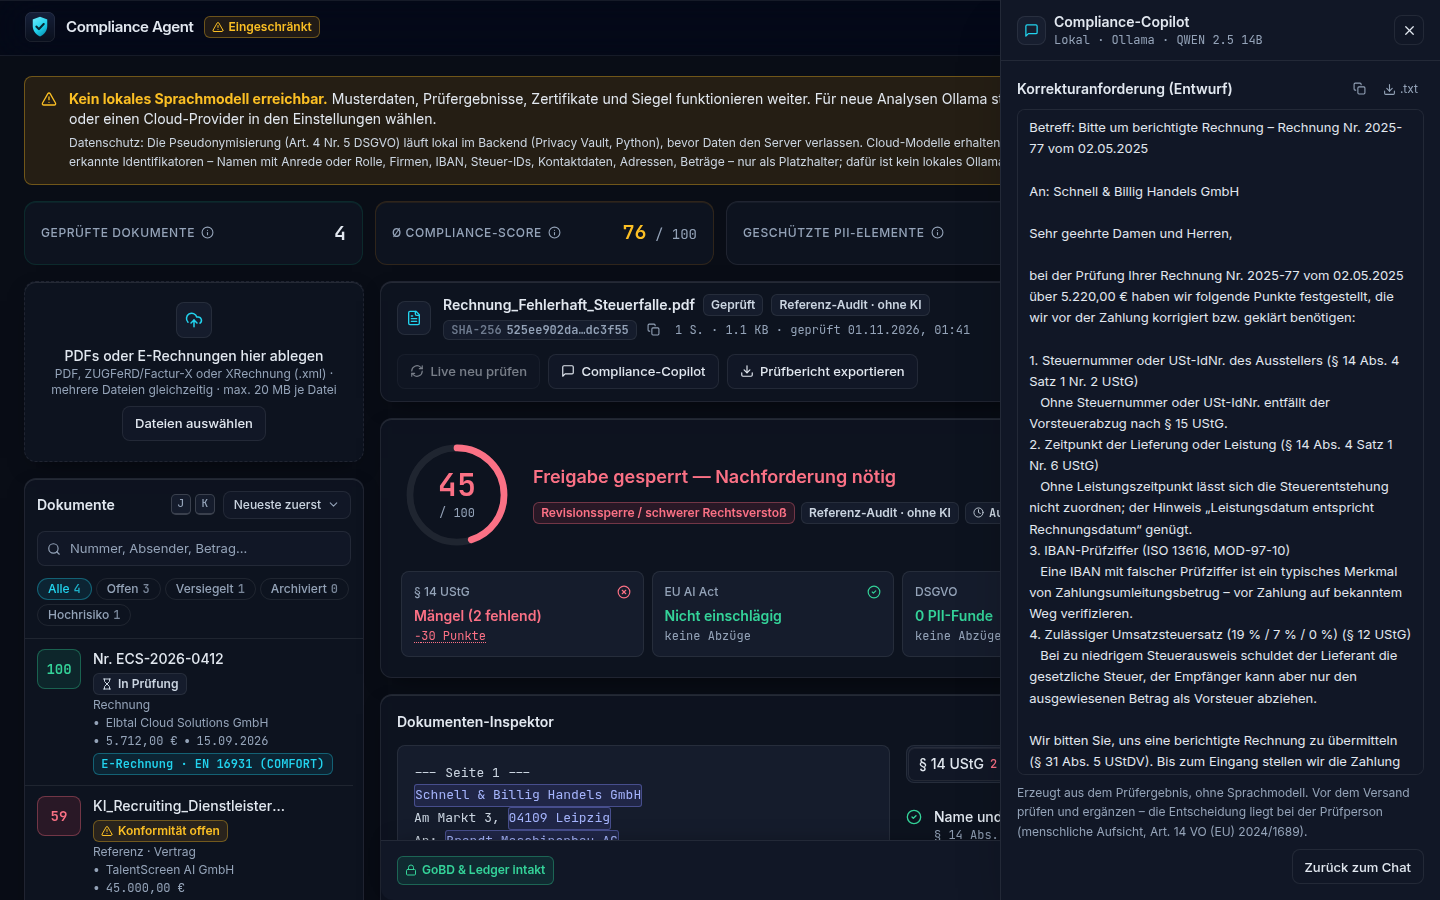 Compliance Agent
Eingeschränkt
Kein lokales Sprachmodell erreichbar. Musterdaten, Prüfergebnisse, Zertifikate und Siegel funktionieren weiter. Für neue Analysen Ollama
oder einen Cloud-Provider in den Einstellungen wählen.
Datenschutz: Die Pseudonymisierung (Art. 4 Nr. 5 DSGVO) läuft lokal im Backend (Privacy Vault, Python), bevor Daten den Server verlassen. Cloud-Modelle erhalten
erkannte Identifikatoren – Namen mit Anrede oder Rolle, Firmen, IBAN, Steuer-IDs, Kontaktdaten, Adressen, Beträge – nur als Platzhalter; dafür ist kein lokales
GEPRÜFTE DOKUMENTE
4
Ø COMPLIANCE-SCORE
76 / 100
GESCHÜTZTE PII-ELEMENTE
PDFs oder E-Rechnungen hier ablegen
PDF, ZUGFeRD/Factur-X oder XRechnung (.xml) ·
mehrere Dateien gleichzeitig · max. 20 MB je Datei
Dateien auswählen
Dokumente
J K
Neueste zuerst
Nummer, Absender, Betrag...
Alle 4
Offen 3
Versiegelt 1
Archiviert 0
Hochrisiko 1
100
Nr. ECS-2026-0412
In Prüfung
Rechnung
• Elbtal Cloud Solutions GmbH
• 5.712,00 € • 15.09.2026
E-Rechnung · EN 16931 (COMFORT)
59
KI_Recruiting_Dienstleister...
Konformität offen
Referenz · Vertrag
• TalentScreen AI GmbH
• 45.000,00 €
Rechnung_Fehlerhaft_Steuerfalle.pdf
Geprüft
Referenz-Audit · ohne KI
SHA-256 525ee902da…dc3f55
1 S. · 1.1 KB · geprüft 01.11.2026, 01:41
Live neu prüfen
Compliance-Copilot
Prüfbericht exportieren
45
/ 100
Freigabe gesperrt — Nachforderung nötig
Revisionssperre / schwerer Rechtsverstoß
Referenz-Audit · ohne KI
§ 14 UStG
Mängel (2 fehlend)
-30 Punkte
EU AI Act
Nicht einschlägig
keine Abzüge
DSGVO
0 PII-Funde
keine Abzüge
Dokumenten-Inspektor
--- Seite 1 ---
Schnell & Billig Handels GmbH
Am Markt 3, 04109 Leipzig
An: Brandt Maschinenbau AG
§ 14 UStG 2
Name und
§ 14 Abs.
GoBD & Ledger intakt
Compliance-Copilot
Lokal · Ollama · QWEN 2.5 14B
Korrekturanforderung (Entwurf)
.txt
Betreff: Bitte um berichtigte Rechnung – Rechnung Nr. 2025-
77 vom 02.05.2025
An: Schnell & Billig Handels GmbH
Sehr geehrte Damen und Herren,
bei der Prüfung Ihrer Rechnung Nr. 2025-77 vom 02.05.2025
über 5.220,00 € haben wir folgende Punkte festgestellt, die
wir vor der Zahlung korrigiert bzw. geklärt benötigen:
1. Steuernummer oder USt-IdNr. des Ausstellers (§ 14 Abs. 4
Satz 1 Nr. 2 UStG)
Ohne Steuernummer oder USt-IdNr. entfällt der
Vorsteuerabzug nach § 15 UStG.
2. Zeitpunkt der Lieferung oder Leistung (§ 14 Abs. 4 Satz 1
Nr. 6 UStG)
Ohne Leistungszeitpunkt lässt sich die Steuerentstehung
nicht zuordnen; der Hinweis „Leistungsdatum entspricht
Rechnungsdatum“ genügt.
3. IBAN-Prüfziffer (ISO 13616, MOD-97-10)
Eine IBAN mit falscher Prüfziffer ist ein typisches Merkmal
von Zahlungsumleitungsbetrug – vor Zahlung auf bekanntem
Weg verifizieren.
4. Zulässiger Umsatzsteuersatz (19 % / 7 % / 0 %) (§ 12 UStG)
Bei zu niedrigem Steuerausweis schuldet der Lieferant die
gesetzliche Steuer, der Empfänger kann aber nur den
ausgewiesenen Betrag als Vorsteuer abziehen.
Wir bitten Sie, uns eine berichtigte Rechnung zu übermitteln
(§ 31 Abs. 5 UStDV). Bis zum Eingang stellen wir die Zahlung
Erzeugt aus dem Prüfergebnis, ohne Sprachmodell. Vor dem Versand
prüfen und ergänzen – die Entscheidung liegt bei der Prüfperson
(menschliche Aufsicht, Art. 14 VO (EU) 2024/1689).
Zurück zum Chat